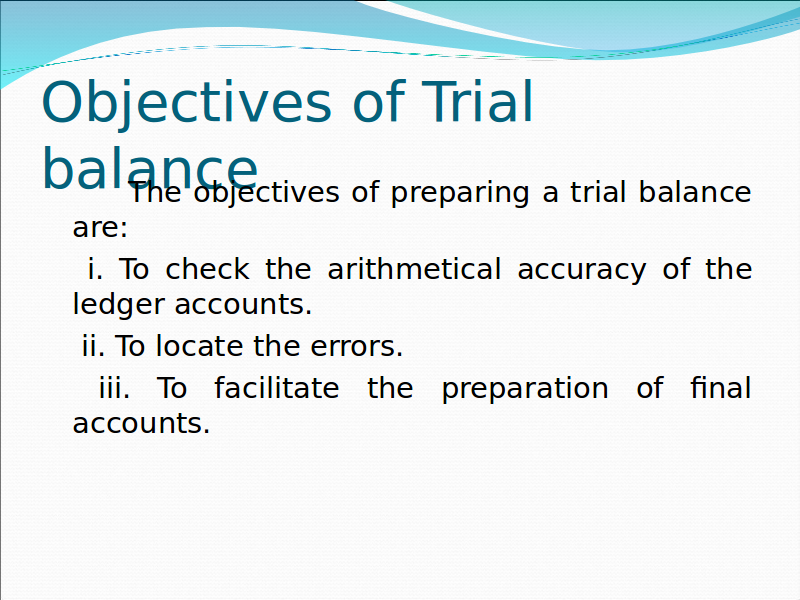 Objectives of Trial
balance
The objectives of preparing a trial balance
are:
i. To check the arithmetical accuracy of the
ledger accounts.
ii. To locate the errors.
iii. To facilitate the preparation of final
accounts.